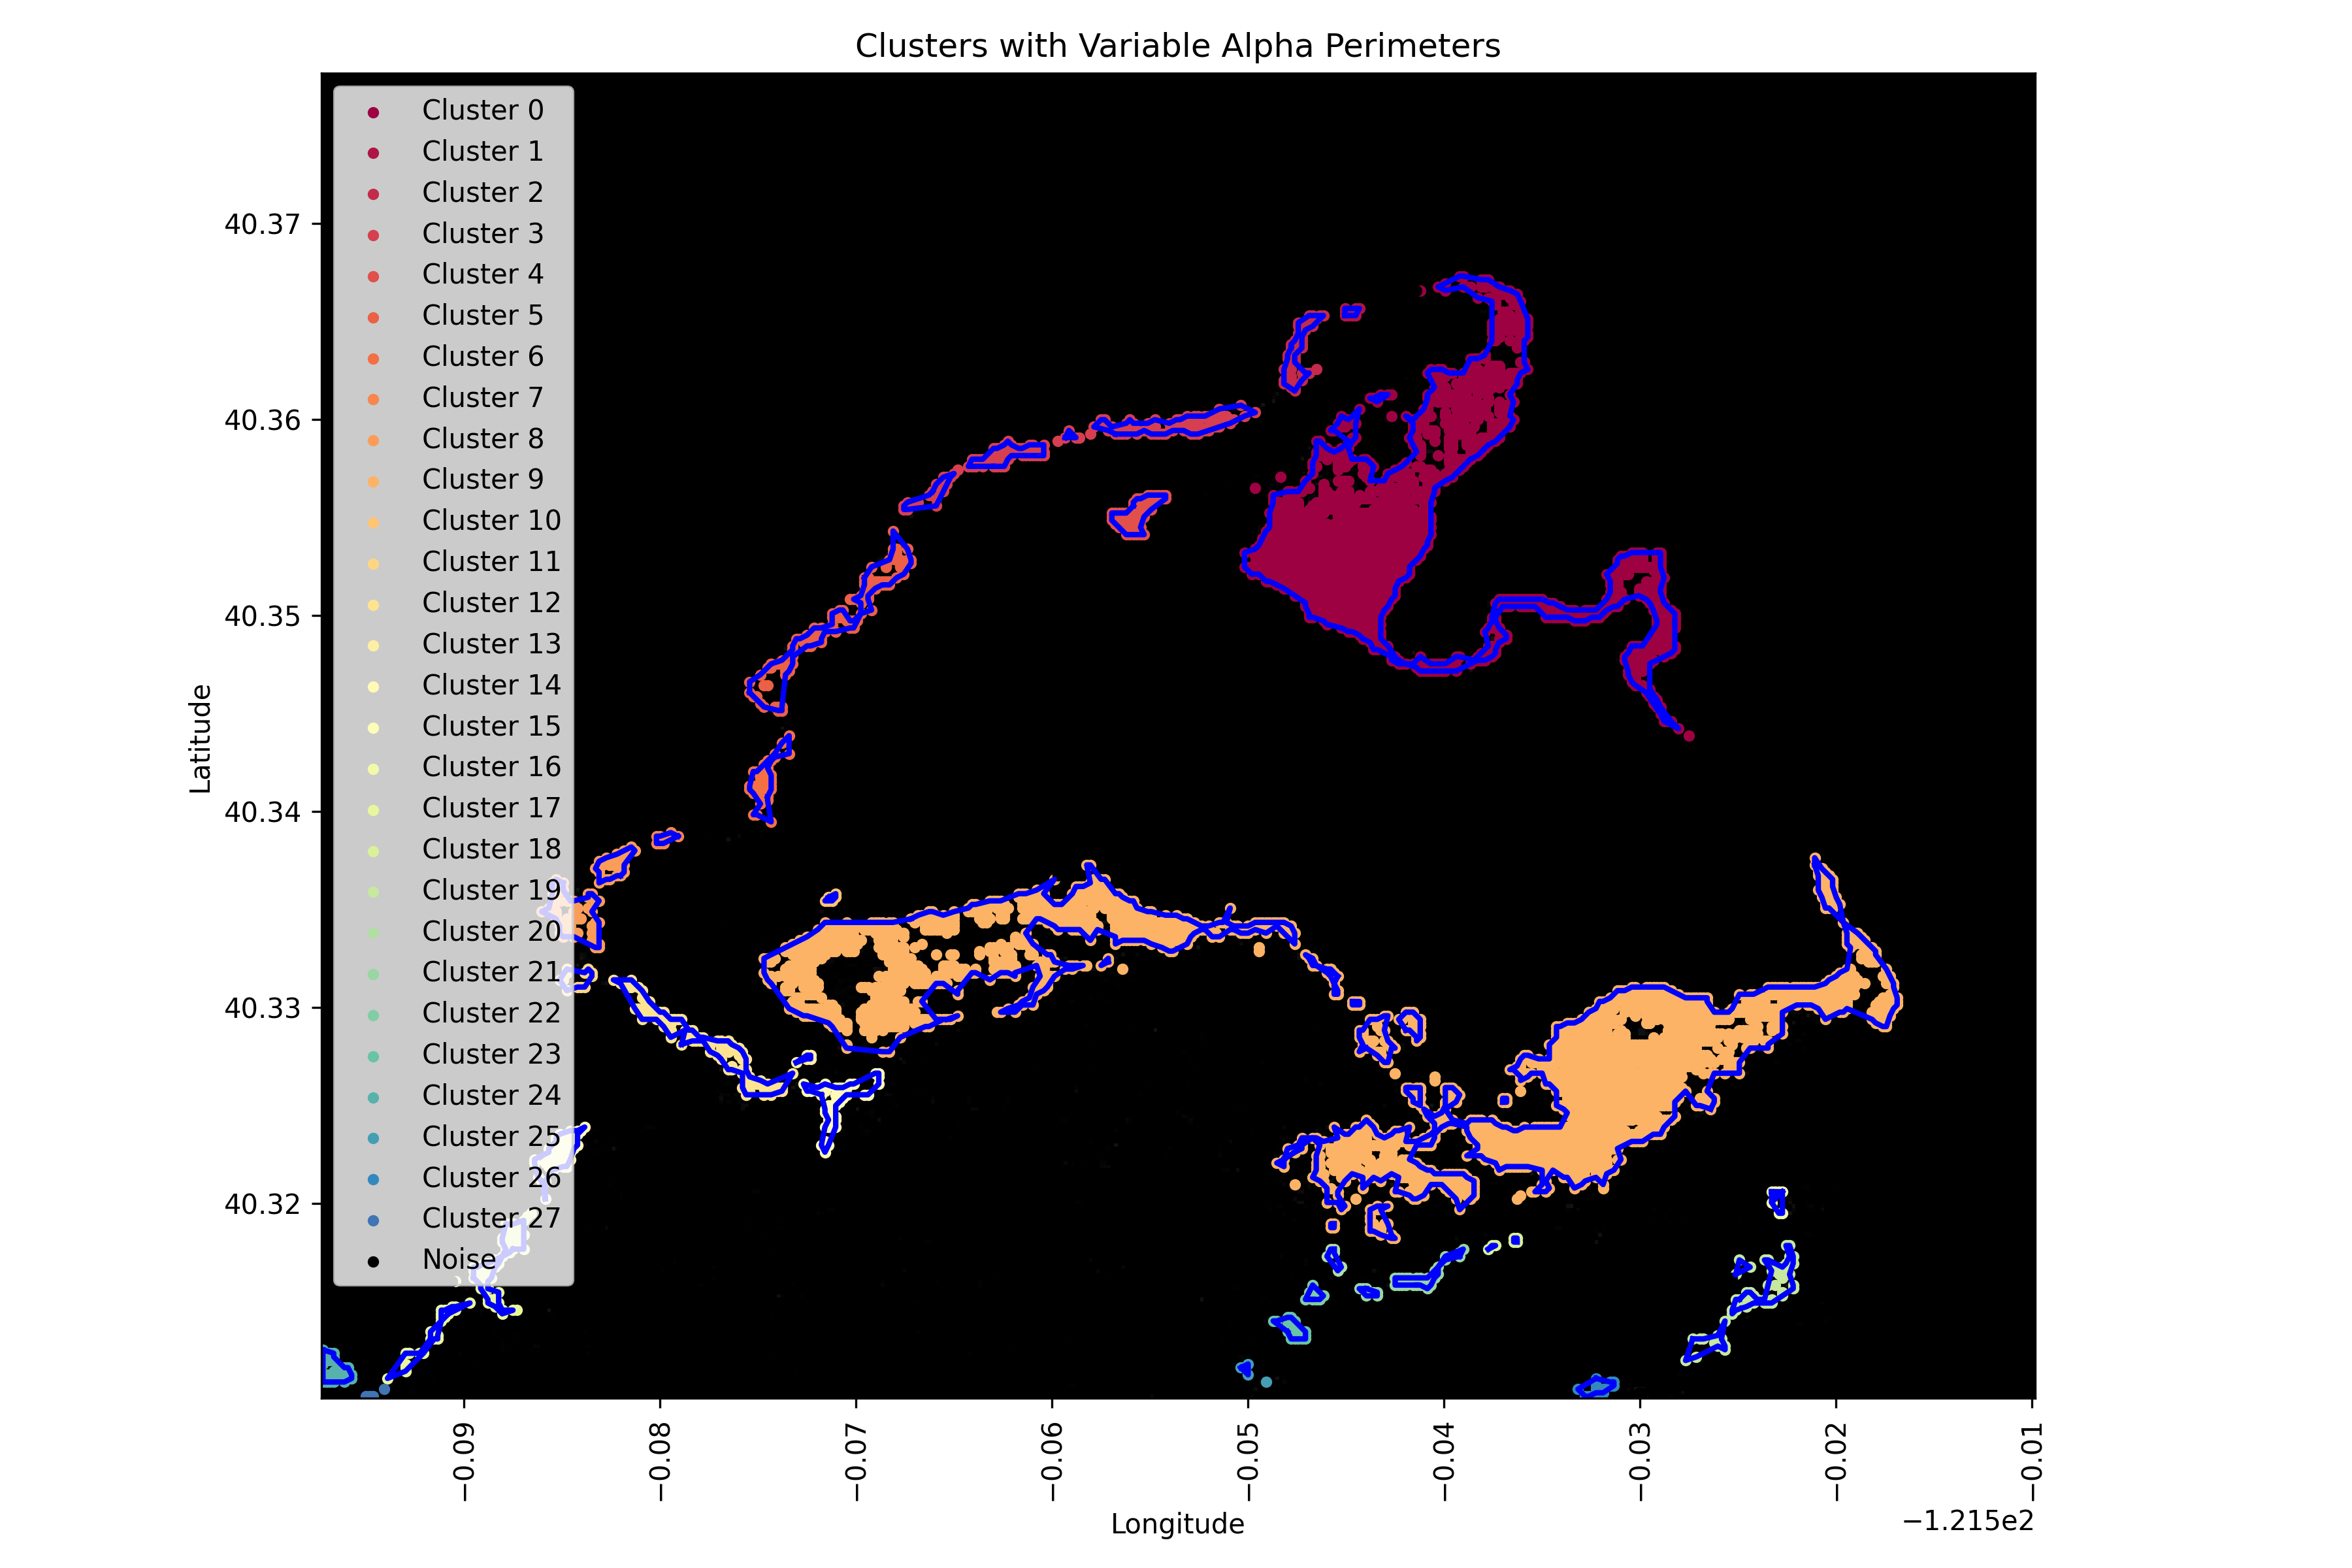 Clusters with Variable Alpha Perimeters
Cluster 0
Cluster 1
Cluster 2
Cluster 3
Cluster 4
Cluster 5
Cluster 6
Cluster 7
Cluster 8
Cluster 9
Cluster 10
Cluster 11
Cluster 12
Cluster 13
Cluster 14
Cluster 15
Cluster 16
Cluster 17
Cluster 18
Cluster 19
Cluster 20
Cluster 21
Cluster 22
Cluster 23
Cluster 24
Cluster 25
Cluster 26
Cluster 27
Noise
40.37
40.36
40.35
40.34
40.33
40.32
Latitude
−0.09
−0.08
−0.07
−0.06
−0.05
−0.04
−0.03
−0.02
−0.01
Longitude
−1.215e2